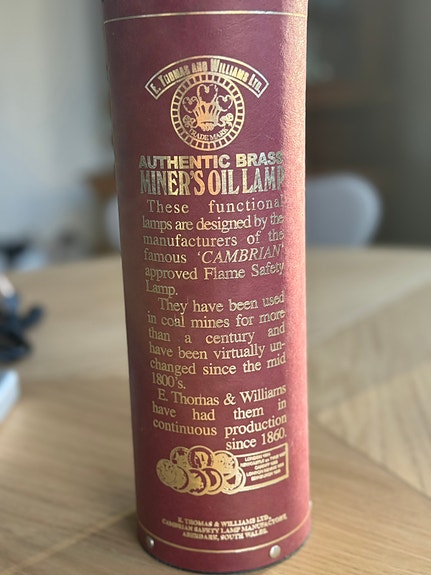 E. THOMAS AND WILLIAMS LTD.
TRADE MARK
AUTHENTIC BRASS
MINER'S OIL LAMP
These functional
lamps are designed by the
manufacturers of the
famous 'CAMBRIAN'
approved Flame Safety
Lamp.
They have been used
in coal mines for more
than a century and
have been virtually un-
changed since the mid
1800's.
E. Thomas & Williams
have had them in
continuous production
since 1860.
E. THOMAS & WILLIAMS LTD.,
CAMBRIAN SAFETY LAMP MANUFACTORY,
ABERDARE, SOUTH WALES.